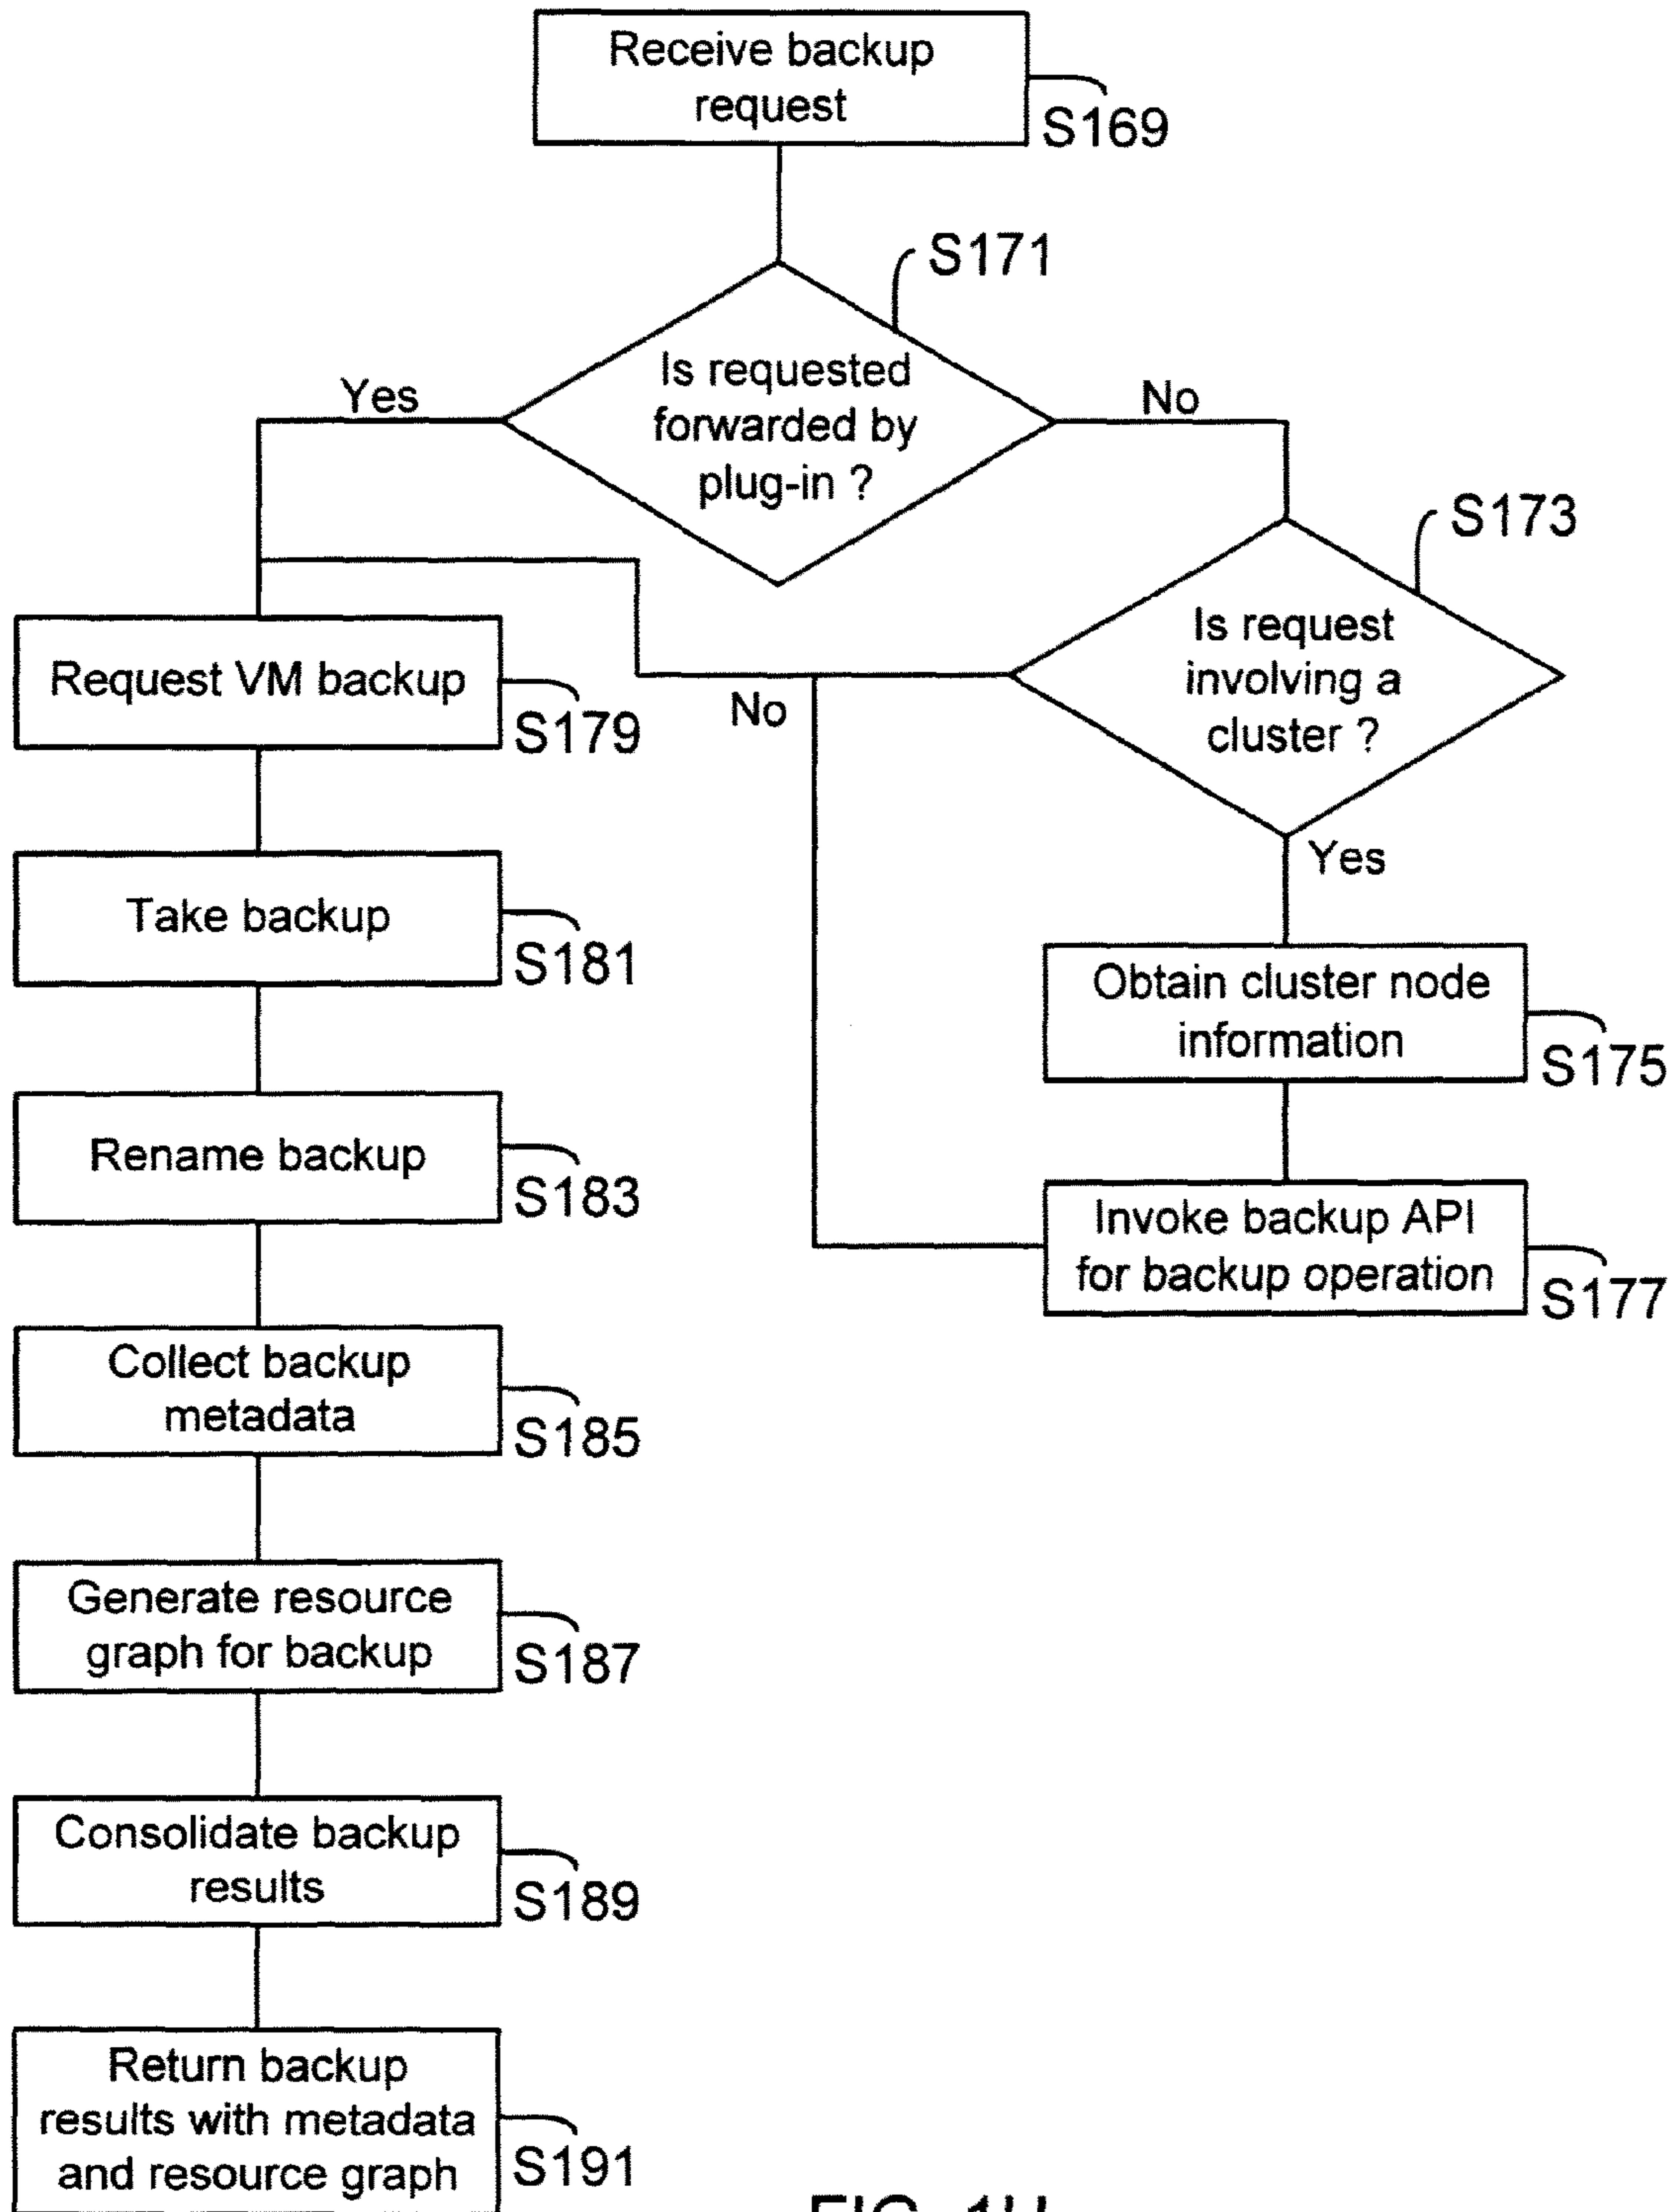 Receive backup
request
S169
S171
Is requested
forwarded by
plug-in ?
Yes
No
S173
Is request
involving a
cluster ?
No
Yes
Request VM backup
S179
Take backup
S181
Obtain cluster node
information
S175
Rename backup
S183
Invoke backup API
for backup operation
S177
Collect backup
metadata
S185
Generate resource
graph for backup
S187
Consolidate backup
results
S189
Return backup
results with metadata
and resource graph
S191